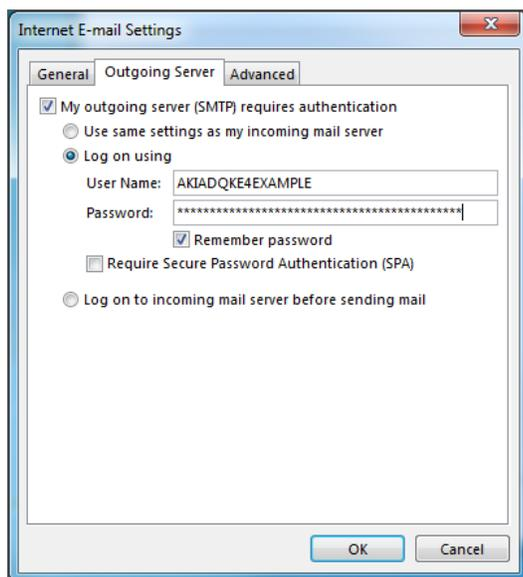 Internet E-mail Settings
General Outgoing Server Advanced
My outgoing server (SMTP) requires authentication
Use same settings as my incoming mail server
Log on using
User Name: AKIADQKE4EXAMPLE
Password: ********************************************
Remember password
Require Secure Password Authentication (SPA)
Log on to incoming mail server before sending mail
OK Cancel